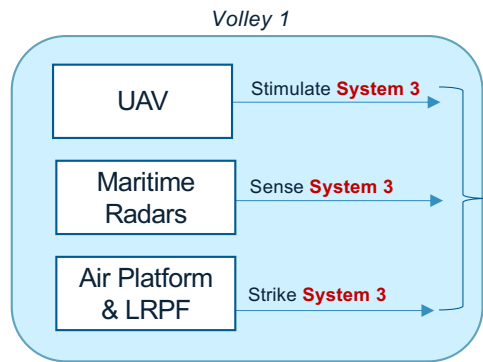 Volley 1
UAV
Stimulate System 3
Maritime
Radars
Sense System 3
Air Platform
& LRPF
Strike System 3